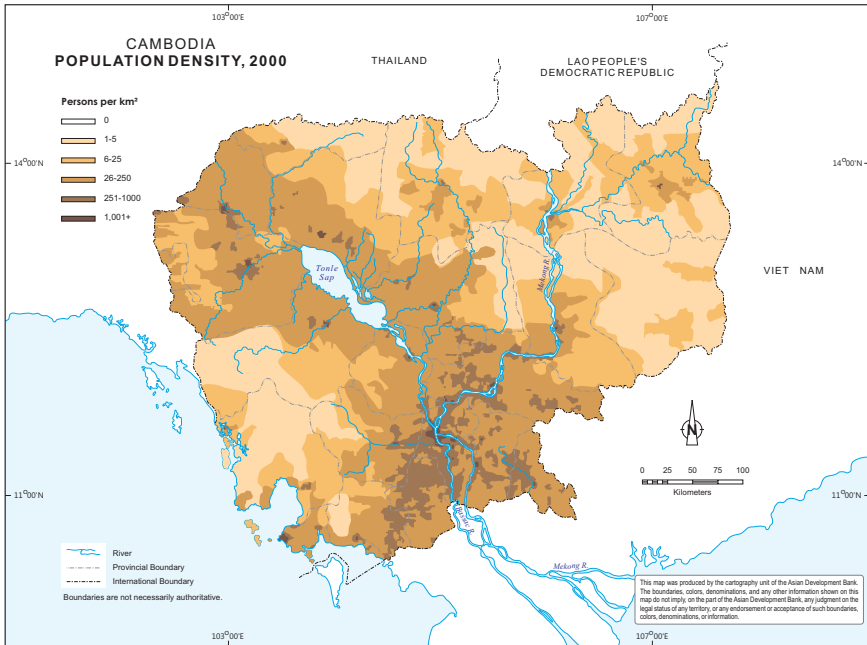 103°00'E
107°00'E
CAMBODIA
POPULATION DENSITY, 2000
THAILAND
LAO PEOPLE'S
DEMOCRATIC REPUBLIC
Persons per km²
0
1-5
6-25
26-250
251-1000
1,001+
14°00'N
14°00'N
Tonle
Sap
Mekong R.
VIET NAM
N
0 25 50 75 100
Kilometers
11°00'N
11°00'N
Bassac R.
Mekong R.
River
Provincial Boundary
International Boundary
Boundaries are not necessarily authoritative.
This map was produced by the cartography unit of the Asian Development Bank.
The boundaries, colors, denominations, and any other information shown on this
map do not imply, on the part of the Asian Development Bank, any judgment on the
legal status of any territory, or any endorsement or acceptance of such boundaries,
colors, denominations, or information.
103°00'E
107°00'E